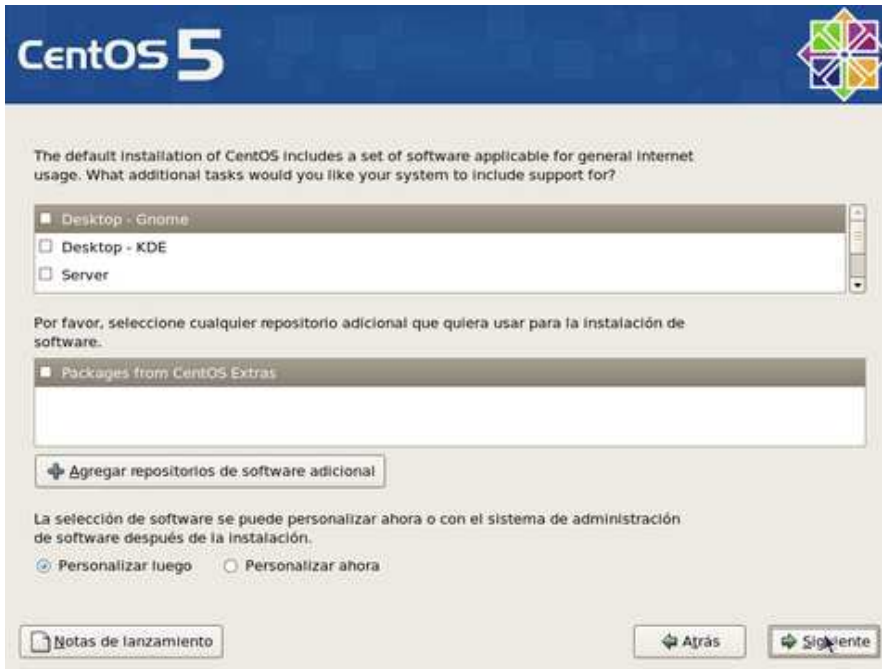 CentOS 5
The default installation of CentOS includes a set of software applicable for general internet
usage. What additional tasks would you like your system to include support for?
Desktop - Gnome
Desktop - KDE
Server
Por favor, seleccione cualquier repositorio adicional que quiera usar para la instalación de
software.
Packages from CentOS Extras
Agregar repositorios de software adicional
La selección de software se puede personalizar ahora o con el sistema de administración
de software después de la instalación.
Personalizar luego Personalizar ahora
Notas de lanzamiento Atrás Siguiente